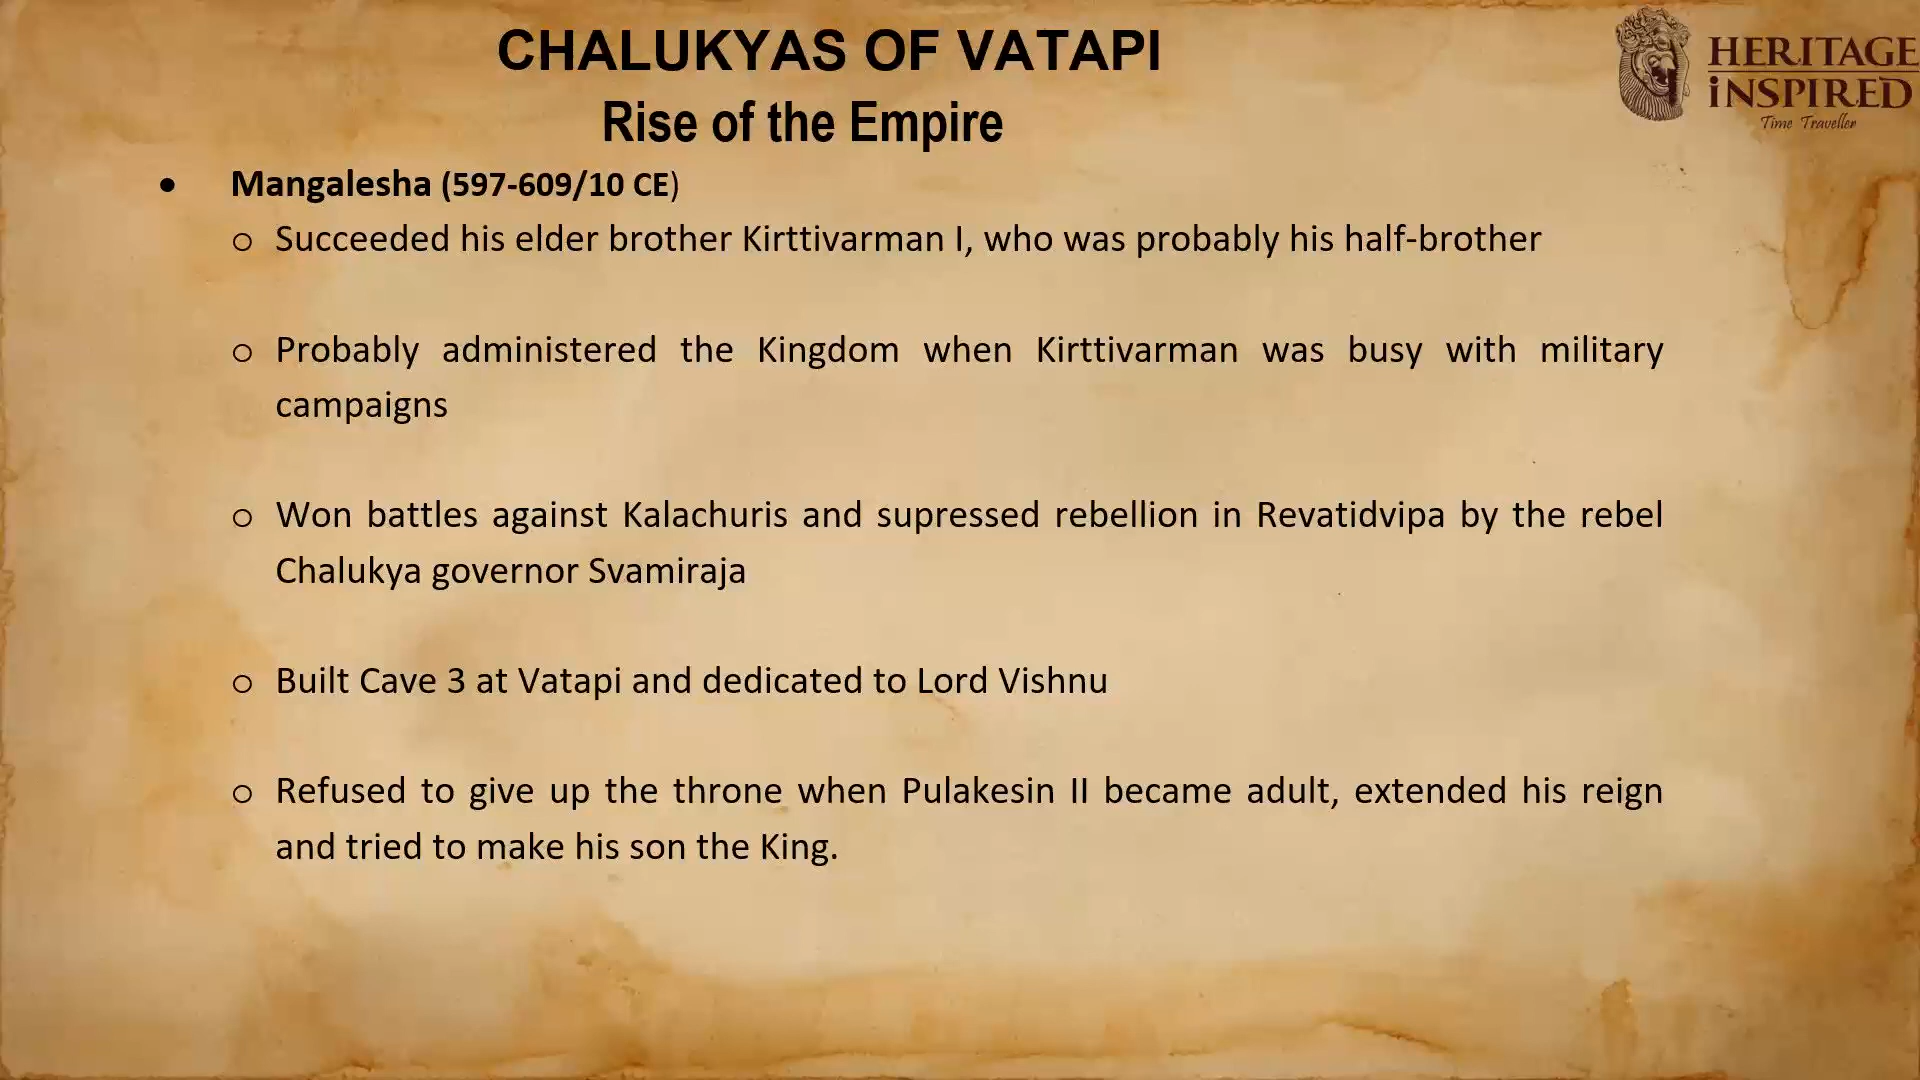 CHALUKYAS OF VATAPI
Rise of the Empire
HERITAGE
iNSPIRED
Time Traveller
• Mangalesha (597-609/10 CE)
o Succeeded his elder brother Kirttivarman I, who was probably his half-brother
o Probably administered the Kingdom when Kirttivarman was busy with military
campaigns
o Won battles against Kalachuris and supressed rebellion in Revatidvipa by the rebel
Chalukya governor Svamiraja
o Built Cave 3 at Vatapi and dedicated to Lord Vishnu
o Refused to give up the throne when Pulakesin II became adult, extended his reign
and tried to make his son the King.